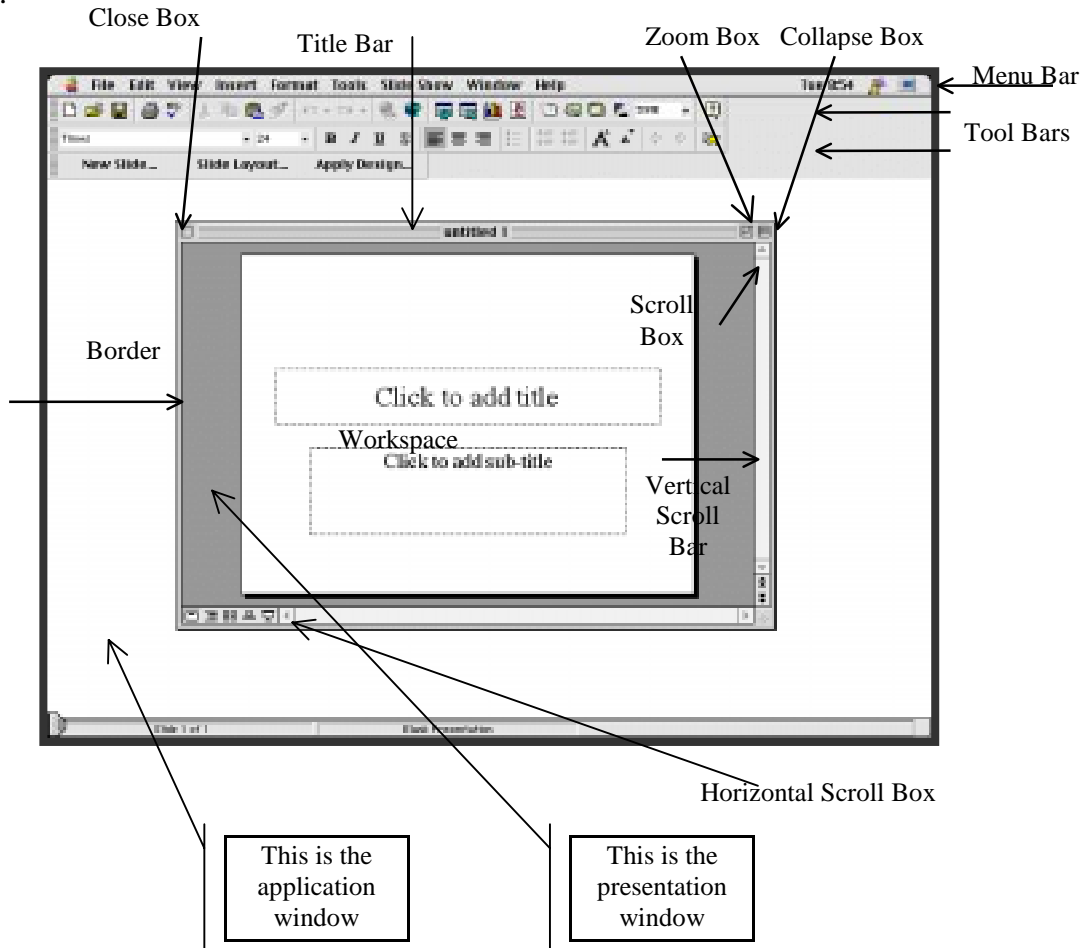 Close Box
Title Bar
Zoom Box Collapse Box
File Edit View Insert Format Tools Slide Show Window Help
Menu Bar
Tool Bars
24
B I U S
New Slide... Slide Layout... Apply Design...
untitled 1
Scroll
Box
Border
Click to add title
Workspace
Click to add sub-title
Vertical
Scroll
Bar
Slide 1 of 1 Blank Presentation
Horizontal Scroll Box
This is the
application
window
This is the
presentation
window